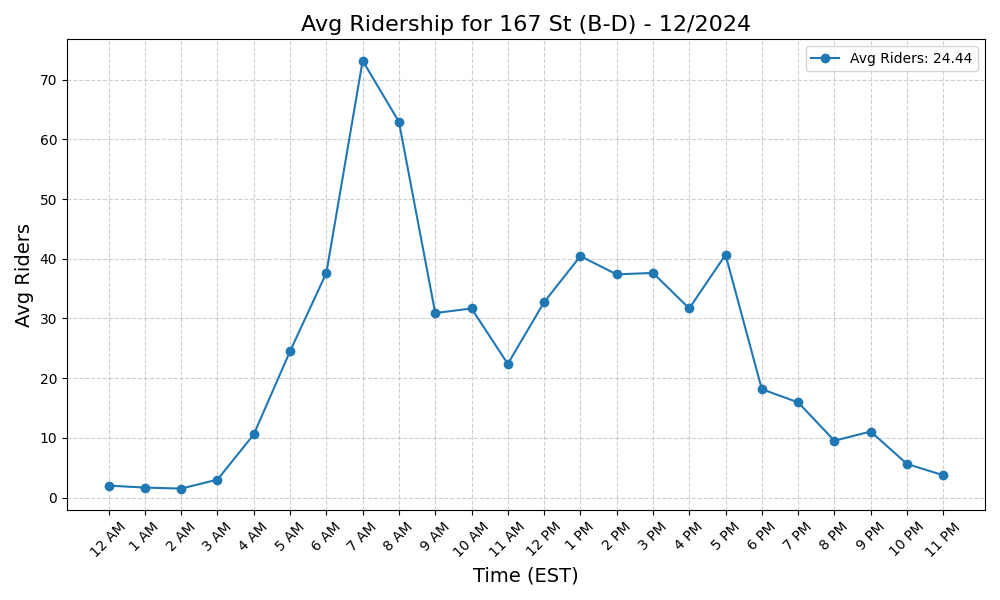 Avg Ridership for 167 St (B-D) - 12/2024
Avg Riders: 24.44
Avg Riders
70
60
50
40
30
20
10
0
12 AM
1 AM
2 AM
3 AM
4 AM
5 AM
6 AM
7 AM
8 AM
9 AM
10 AM
11 AM
12 PM
1 PM
2 PM
3 PM
4 PM
5 PM
6 PM
7 PM
8 PM
9 PM
10 PM
11 PM
Time (EST)